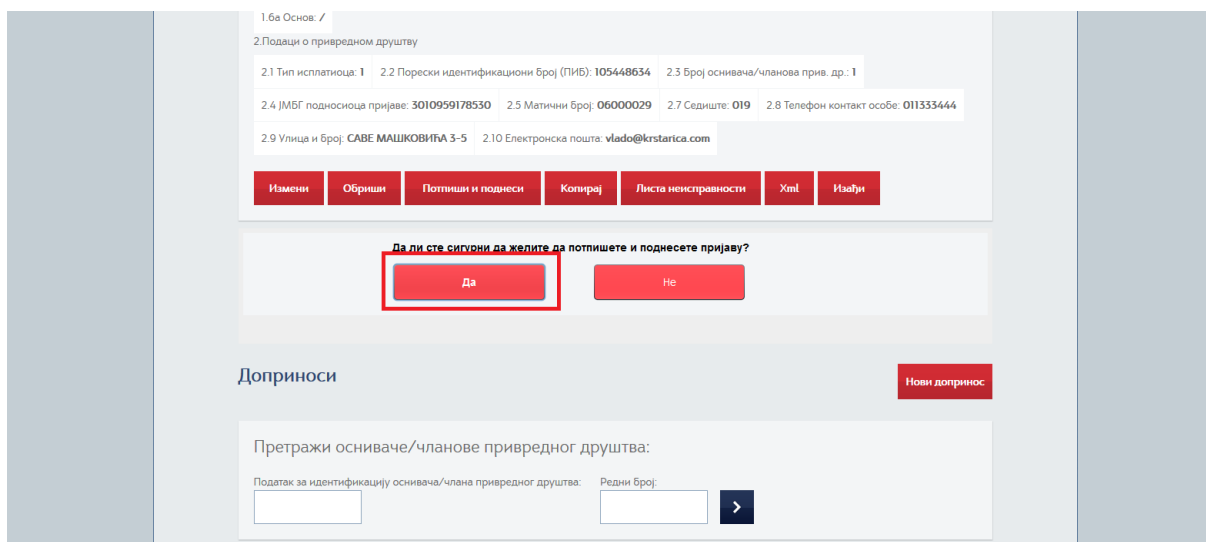 1.6а Основ: /
2.Подаци о привредном друштву
2.1 Тип исплатиоца: 1 2.2 Порески идентификациони број (ПИБ): 105448634 2.3 Број оснивача/чланова прив. др.: 1
2.4 ЈМБГ подносиоца пријаве: 3010959178530 2.5 Матични број: 06000029 2.7 Седиште: 019 2.8 Телефон контакт особе: 011333444
2.9 Улица и број: САВЕ МАШКОВИЋА 3-5 2.10 Електронска пошта: vlado@krstarica.com
Измени Обриши Потпиши и поднеси Копирај Листа неисправности Xml Изађи
Да ли сте сигурни да желите да потпишете и поднесете пријаву?
Да Не
Доприноси
Нови допринос
Претражи осниваче/чланове привредног друштва:
Податак за идентификацију оснивача/члана привредног друштва: Редни број: